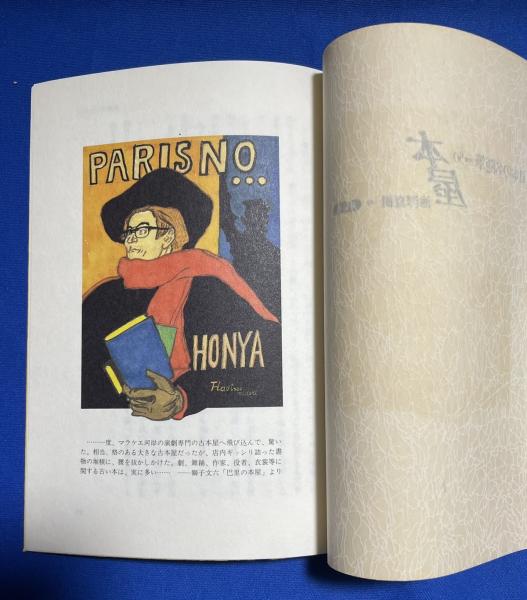 PARIS NO...
HONYA
………一度、マラケエ河岸の演劇専門の古本屋へ飛び込んで、驚い
た。相当、格のある大きな古本屋だったが、店内ギッシリ詰った書
物の堆積に、腰を抜かしかけた。劇、舞踊、作家、役者、衣裳等に
関する古い本は、実に多い…… ――獅子文六「巴里の本屋」より
本屋